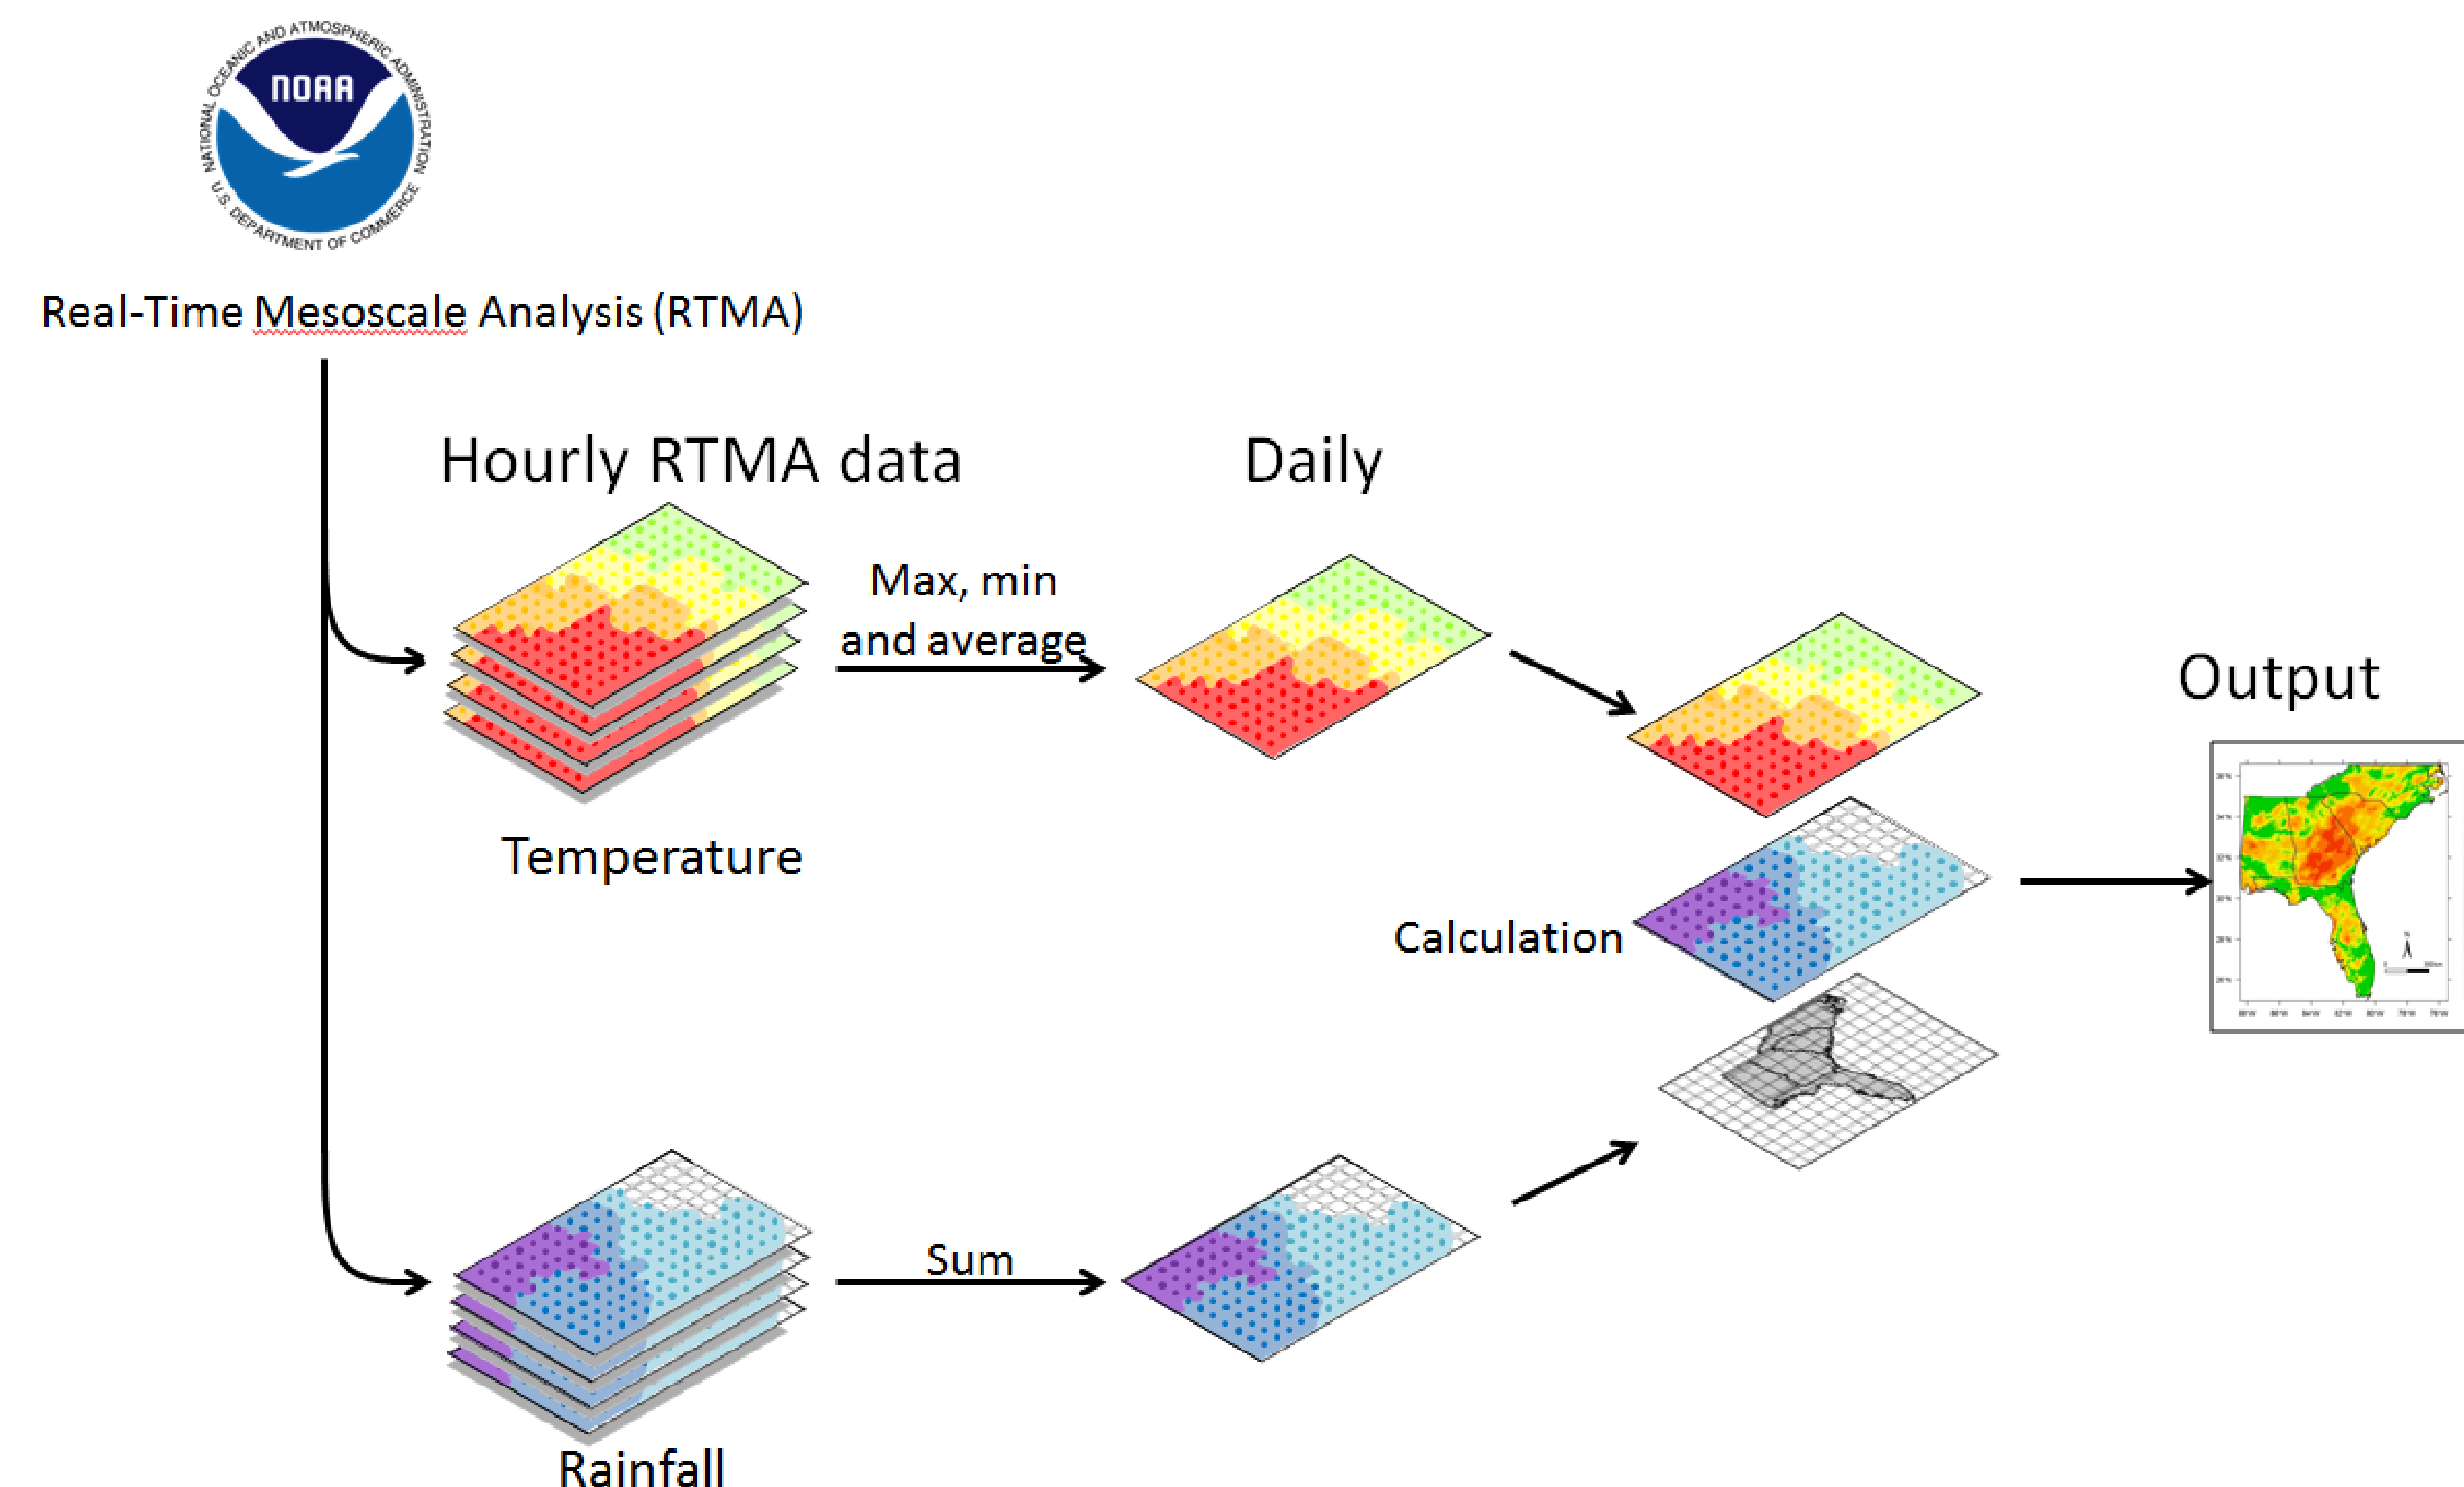 NATIONAL OCEANIC AND ATMOSPHERIC ADMINISTRATION
NOAA
U.S. DEPARTMENT OF COMMERCE
Real-Time Mesoscale Analysis (RTMA)
Hourly RTMA data
Daily
Max, min
and average
Output
Temperature
Calculation
Sum
Rainfall